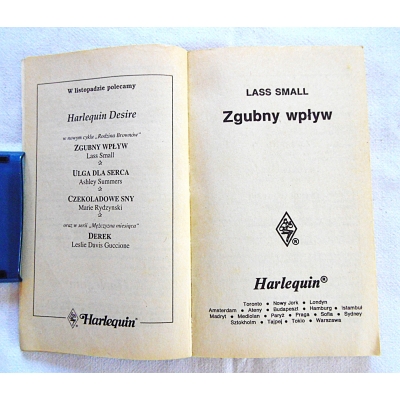 W listopadzie polecamy
Harlequin Desire
w nowym cyklu „Rodzina Brownów"
ZGUBNY WPŁYW
Lass Small
ULGA DLA SERCA
Ashley Summers
CZEKOLADOWE SNY
Marie Rydzynski
oraz w serii „Mężczyzna miesiąca"
DEREK
Leslie Davis Guccione
Harlequin®
LASS SMALL
Zgubny wpływ
®
Harlequin®
Toronto • Nowy Jork • Londyn
Amsterdam • Ateny • Budapeszt • Hamburg • Istambuł
Madryt • Mediolan • Paryż • Praga • Sofia • Sydney
Sztokholm • Tajpej • Tokio • Warszawa